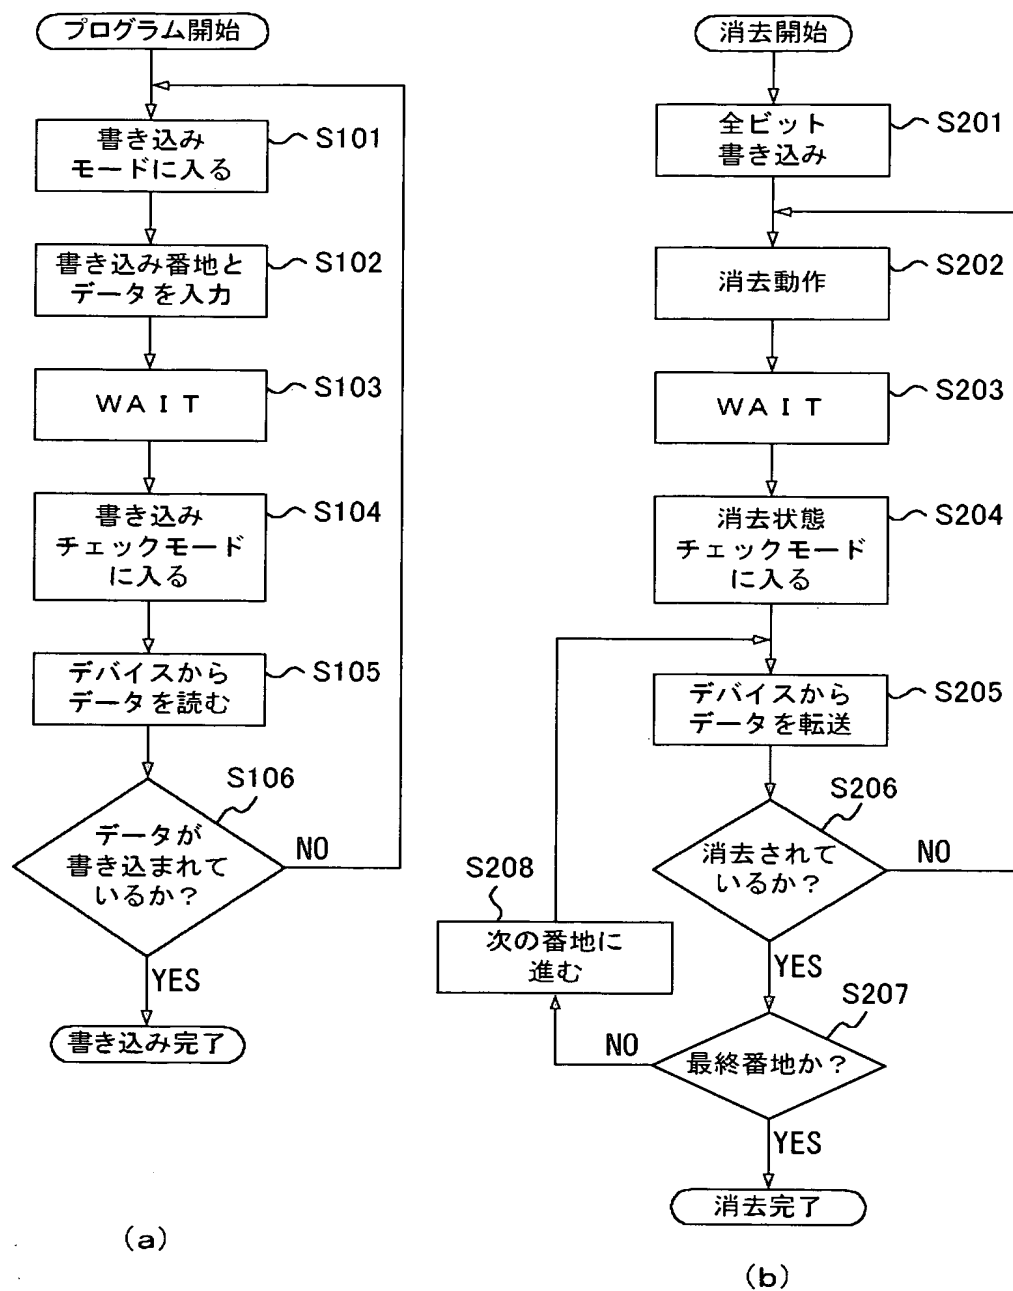 プログラム開始
書き込み
モードに入る
S101
書き込み番地と
データを入力
S102
WAIT
S103
書き込み
チェックモード
に入る
S104
デバイスから
データを読む
S105
S106
データが
書き込まれて
いるか？
NO
YES
書き込み完了
(a)
消去開始
全ビット
書き込み
S201
消去動作
S202
WAIT
S203
消去状態
チェックモード
に入る
S204
デバイスから
データを転送
S205
S206
消去されて
いるか？
NO
YES
S208
次の番地に
進む
S207
最終番地か？
NO
YES
消去完了
(b)